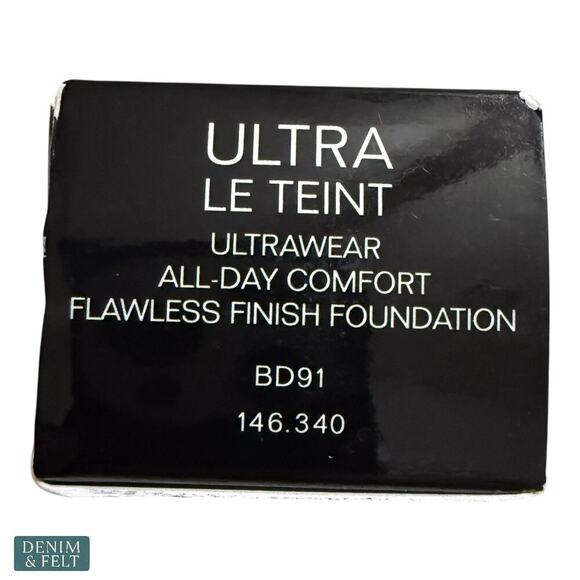 ULTRA
LE TEINT
ULTRAWEAR
ALL-DAY COMFORT
FLAWLESS FINISH FOUNDATION
BD91
146.340
DENIM
& FELT